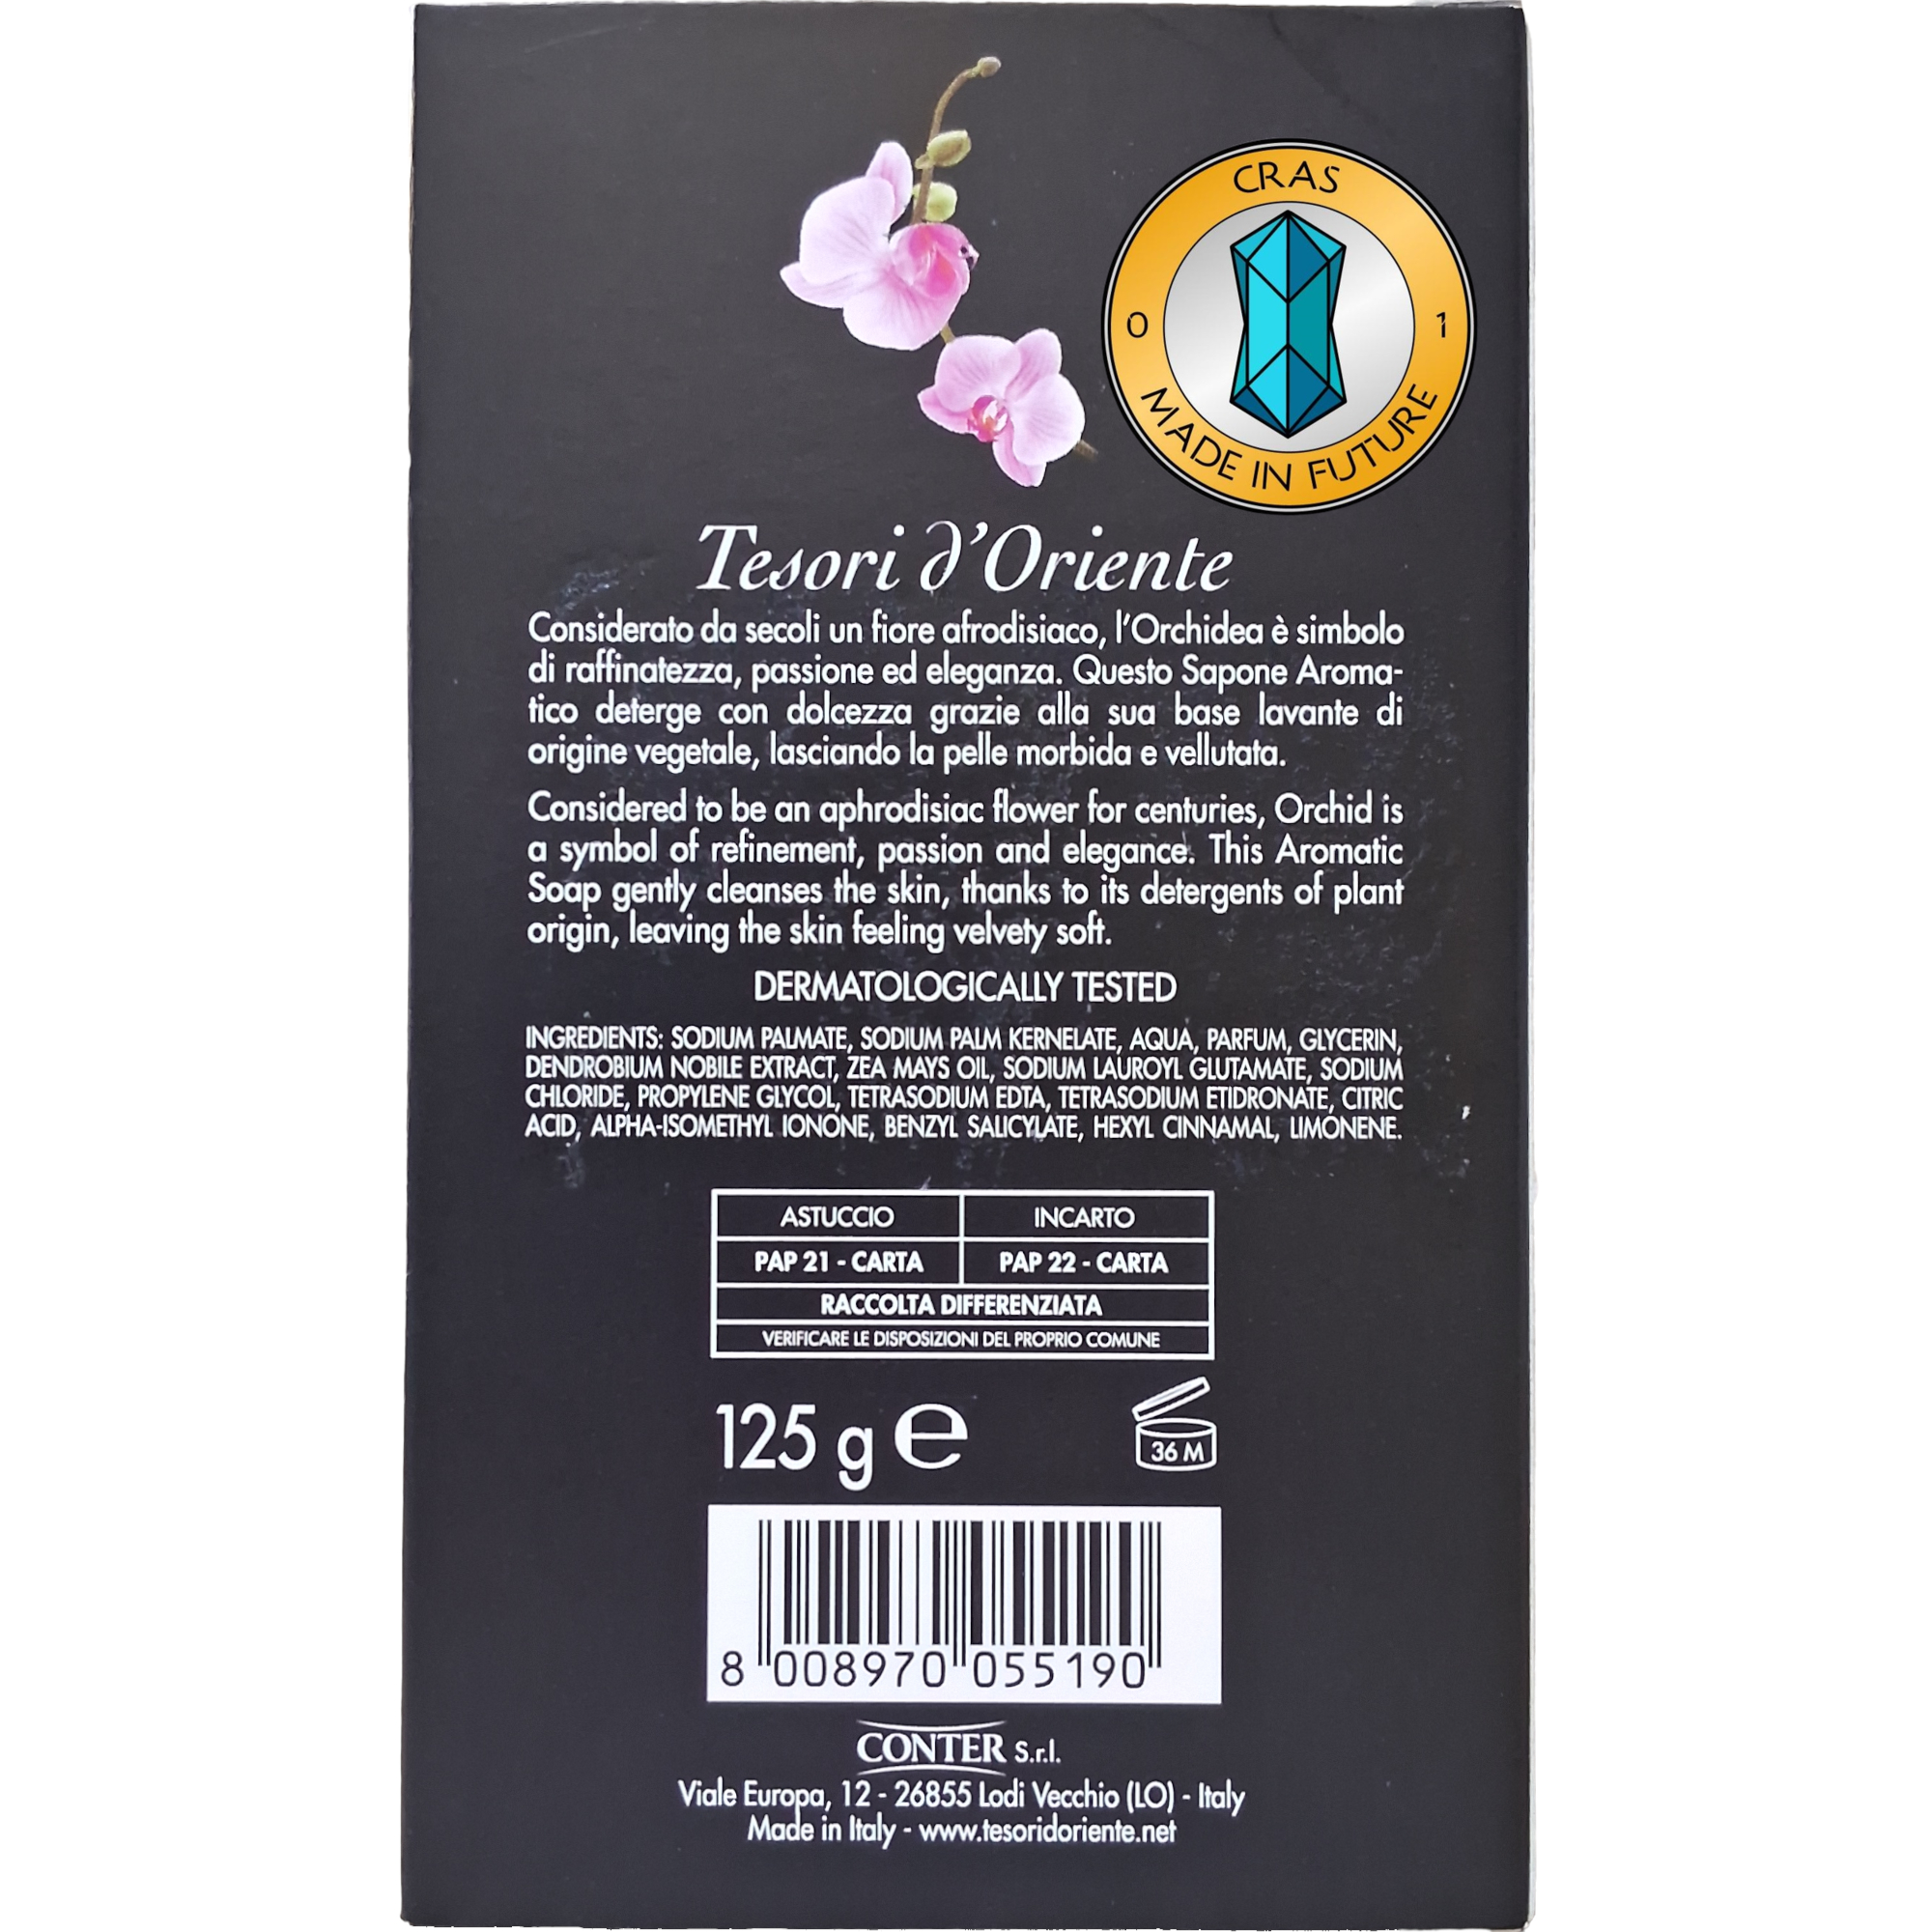 CRAS
0 1
MADE IN FUTURE
Tesori d'Oriente
Considerato da secoli un fiore afrodisiaco, l'Orchidea è simbolo
di raffinatezza, passione ed eleganza. Questo Sapone Aroma-
tico deterge con dolcezza grazie alla sua base lavante di
origine vegetale, lasciando la pelle morbida e vellutata.
Considered to be an aphrodisiac flower for centuries, Orchid is
a symbol of refinement, passion and elegance. This Aromatic
Soap gently cleanses the skin, thanks to its detergents of plant
origin, leaving the skin feeling velvety soft.
DERMATOLOGICALLY TESTED
INGREDIENTS: SODIUM PALMATE, SODIUM PALM KERNELATE, AQUA, PARFUM, GLYCERIN,
DENDROBIUM NOBILE EXTRACT, ZEA MAYS OIL, SODIUM LAUROYL GLUTAMATE, SODIUM
CHLORIDE, PROPYLENE GLYCOL, TETRASODIUM EDTA, TETRASODIUM ETIDRONATE, CITRIC
ACID, ALPHA-ISOMETHYL IONONE, BENZYL SALICYLATE, HEXYL CINNAMAL, LIMONENE.
ASTUCCIO INCARTO
PAP 21 - CARTA PAP 22 - CARTA
RACCOLTA DIFFERENZIATA
VERIFICARE LE DISPOSIZIONI DEL PROPRIO COMUNE
125 g e
36 M
8 008970 055190
CONTER S.r.l.
Viale Europa, 12 - 26855 Lodi Vecchio (LO) - Italy
Made in Italy - www.tesoridoriente.net